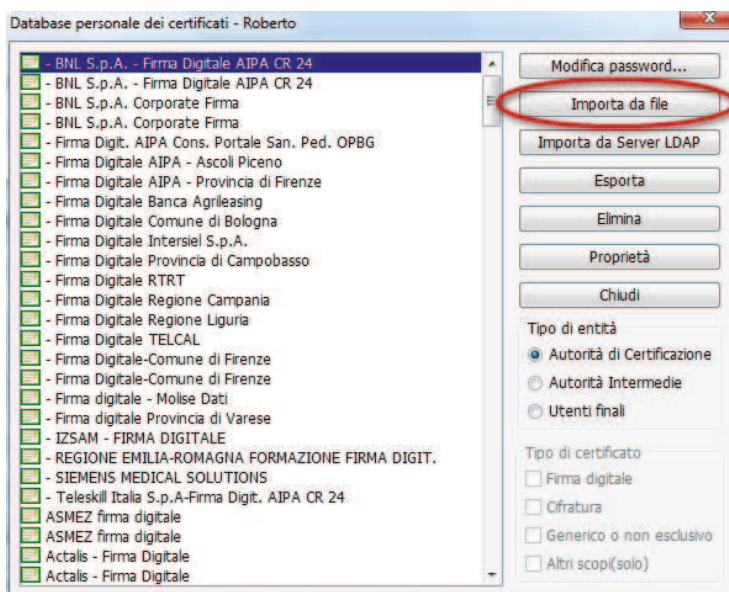 Database personale dei certificati - Roberto
x
- BNL S.p.A. - Firma Digitale AIPA CR 24
- BNL S.p.A. - Firma Digitale AIPA CR 24
- BNL S.p.A. Corporate Firma
- BNL S.p.A. Corporate Firma
- Firma Digit. AIPA Cons. Portale San. Ped. OPBG
- Firma Digitale AIPA - Ascoli Piceno
- Firma Digitale AIPA - Provincia di Firenze
- Firma Digitale Banca Agrileasing
- Firma Digitale Comune di Bologna
- Firma Digitale Intersiel S.p.A.
- Firma Digitale Provincia di Campobasso
- Firma Digitale RTRT
- Firma Digitale Regione Campania
- Firma Digitale Regione Liguria
- Firma Digitale TELCAL
- Firma Digitale-Comune di Firenze
- Firma Digitale-Comune di Firenze
- Firma digitale - Molise Dati
- Firma digitale Provincia di Varese
- IZSAM - FIRMA DIGITALE
- REGIONE EMILIA-ROMAGNA FORMAZIONE FIRMA DIGIT.
- SIEMENS MEDICAL SOLUTIONS
- Teleskill Italia S.p.A-Firma Digit. AIPA CR 24
ASMEZ firma digitale
ASMEZ firma digitale
Actalis - Firma Digitale
Actalis - Firma Digitale
Modifica password...
Importa da file
Importa da Server LDAP
Esporta
Elimina
Proprietà
Chiudi
Tipo di entità
Autorità di Certificazione
Autorità Intermedie
Utenti finali
Tipo di certificato
Firma digitale
Cifratura
Generico o non esclusivo
Altri scopi(solo)